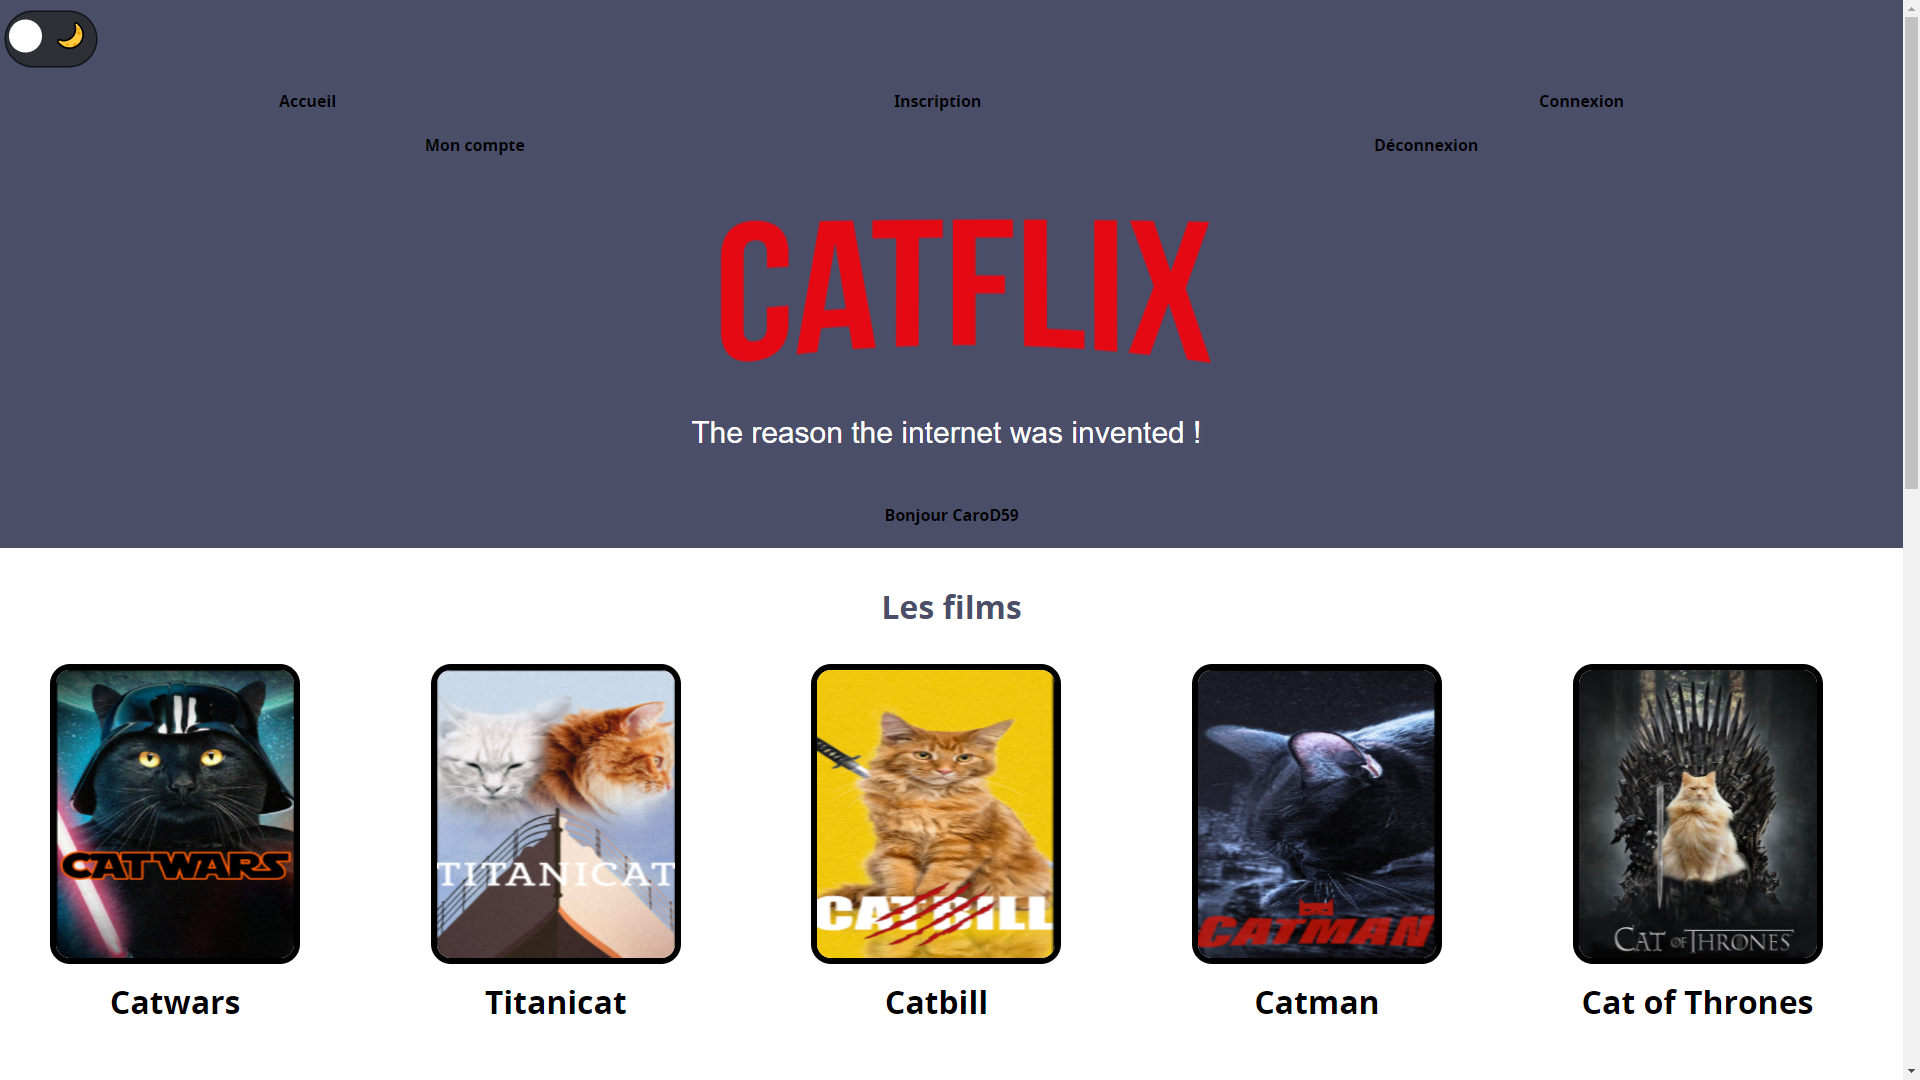 Accueil
Inscription
Connexion
Mon compte
Déconnexion
CATFLIX
The reason the internet was invented !
Bonjour CaroD59
Les films
CATWARS
TITANICAT
CATBILL
CATMAN
CAT OF THRONES
Catwars
Titanicat
Catbill
Catman
Cat of Thrones